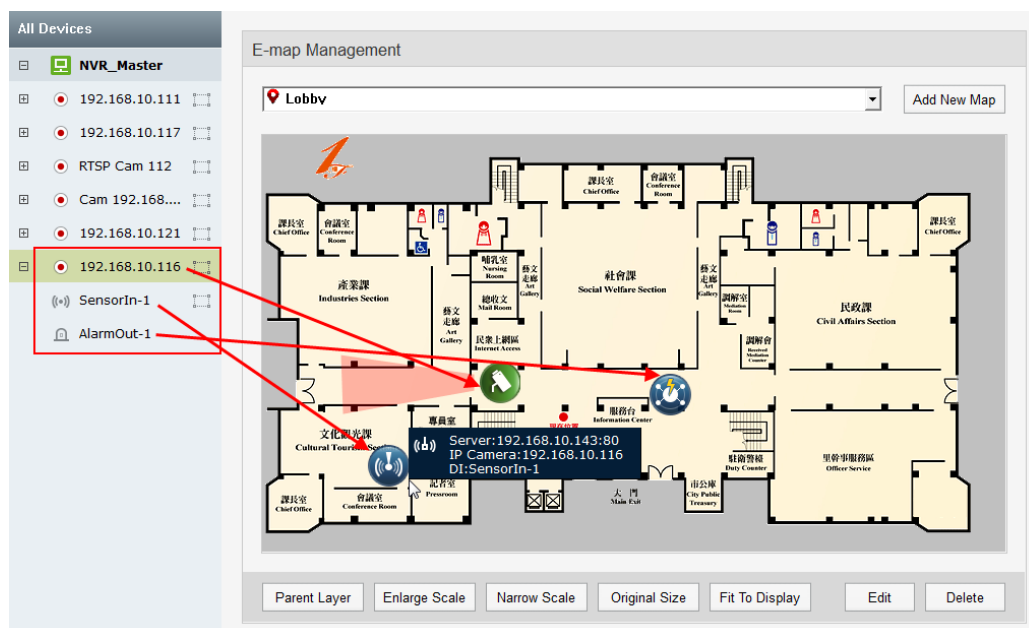 All Devices
NVR_Master
192.168.10.111
192.168.10.117
RTSP Cam 112
Cam 192.168....
192.168.10.121
192.168.10.116
SensorIn-1
AlarmOut-1
E-map Management
Lobby
Add New Map
課長室
Chief Office
會議室
Conference
Room
課長室
Chief Office
會議室
Conference
Room
課長室
Chief Office
產業課
Industries Section
哺乳室
Nursing
Room
藝文
走廊
Art
Gallery
總收文
Mail Room
藝文
走廊
Art
Gallery
民眾上網區
Internet Access
社會課
Social Welfare Section
藝文
走廊
Art
Gallery
調解室
Mediation
Room
調解會
Received
Mediation
Counter
民政課
Civil Affairs Section
服務台
Information Center
現在位置
專員室
文化觀光課
Cultural Tourism Section
Server:192.168.10.143:80
IP Camera:192.168.10.116
DI:SensorIn-1
記者室
Pressroom
課長室
Chief Office
會議室
Conference Room
大 門
Main Exit
市公庫
City Public
Treasury
駐衛警檯
Duty Counter
里幹事服務區
Officer Service
Parent Layer
Enlarge Scale
Narrow Scale
Original Size
Fit To Display
Edit
Delete